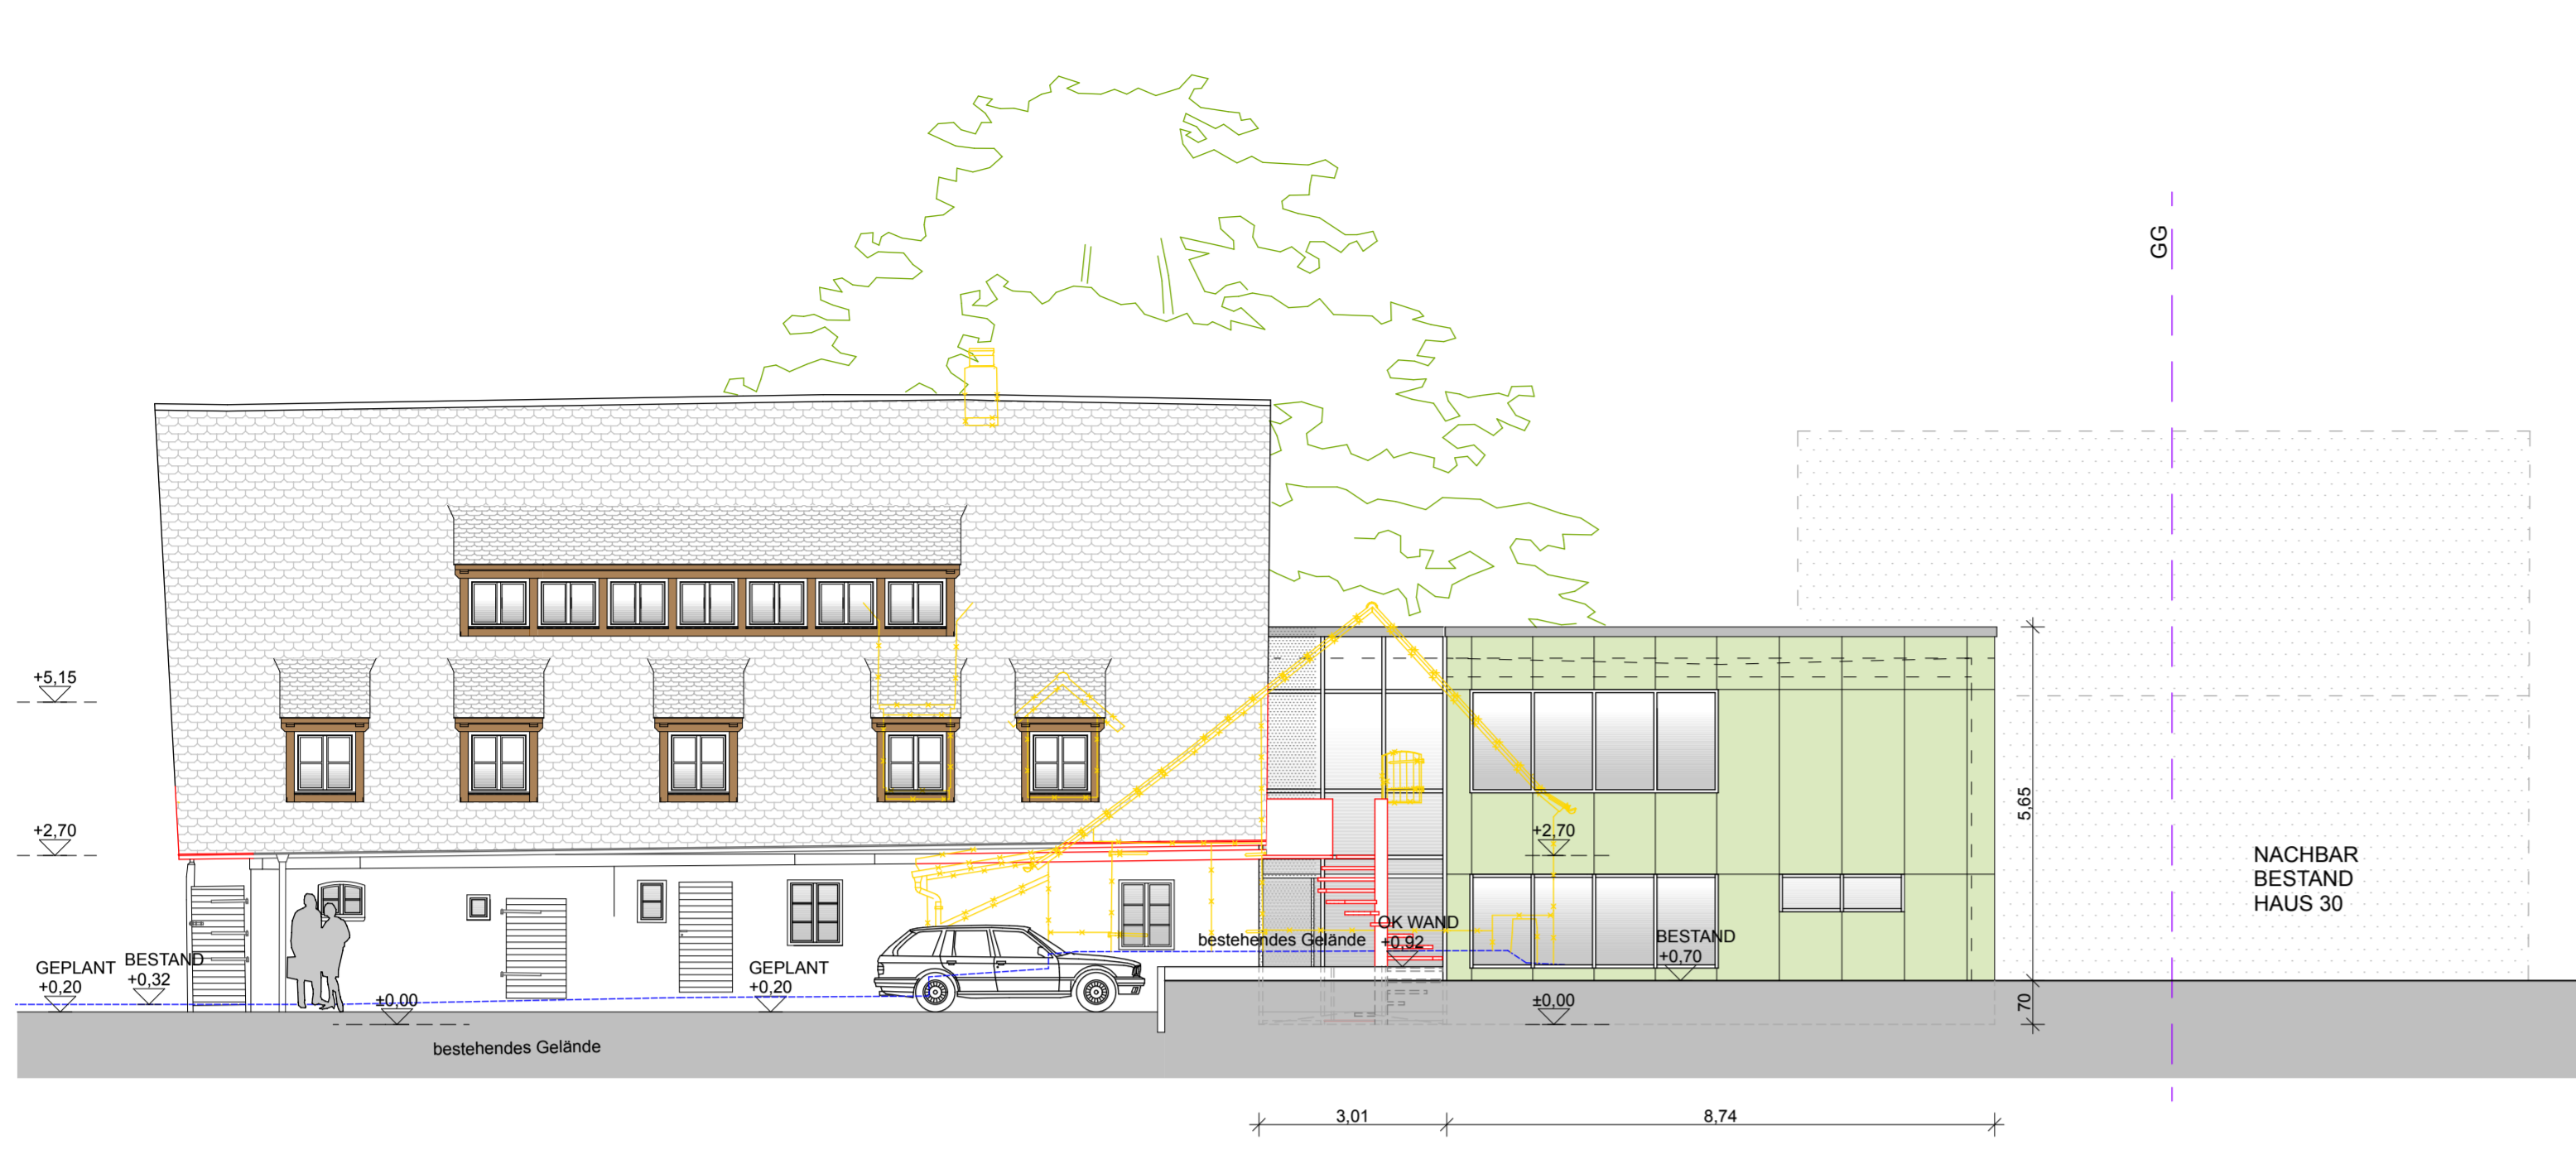 GG
+5,15
+2,70
GEPLANT
+0,20
BESTAND
+0,32
±0,00
bestehendes Gelände
GEPLANT
+0,20
bestehendes Gelände
OK WAND
+0,92
+2,70
BESTAND
+0,70
±0,00
5,65
70
NACHBAR
BESTAND
HAUS 30
3,01
8,74